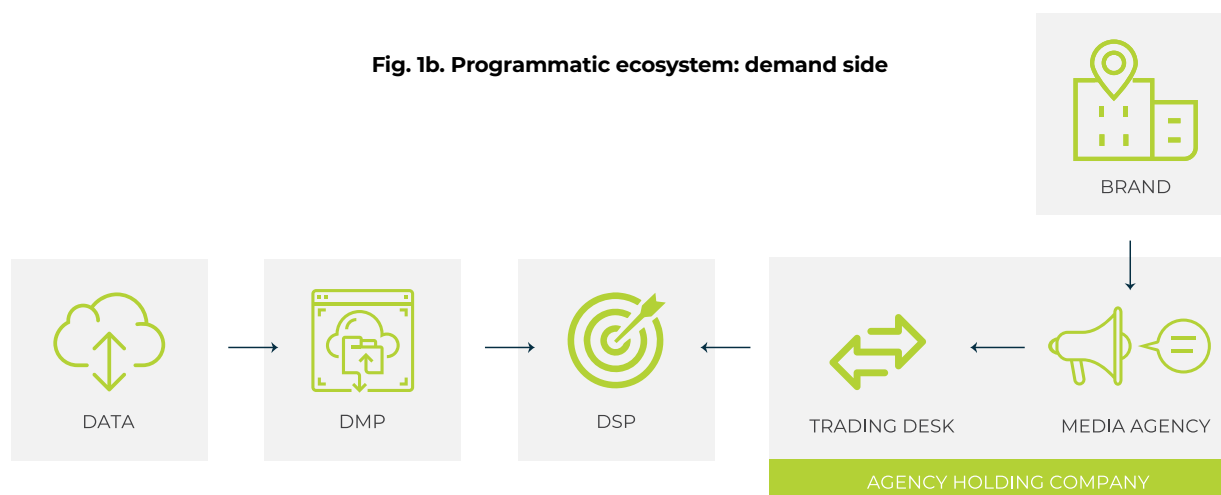 Fig. 1b. Programmatic ecosystem: demand side
BRAND
DATA
DMP
DSP
TRADING DESK
MEDIA AGENCY
AGENCY HOLDING COMPANY